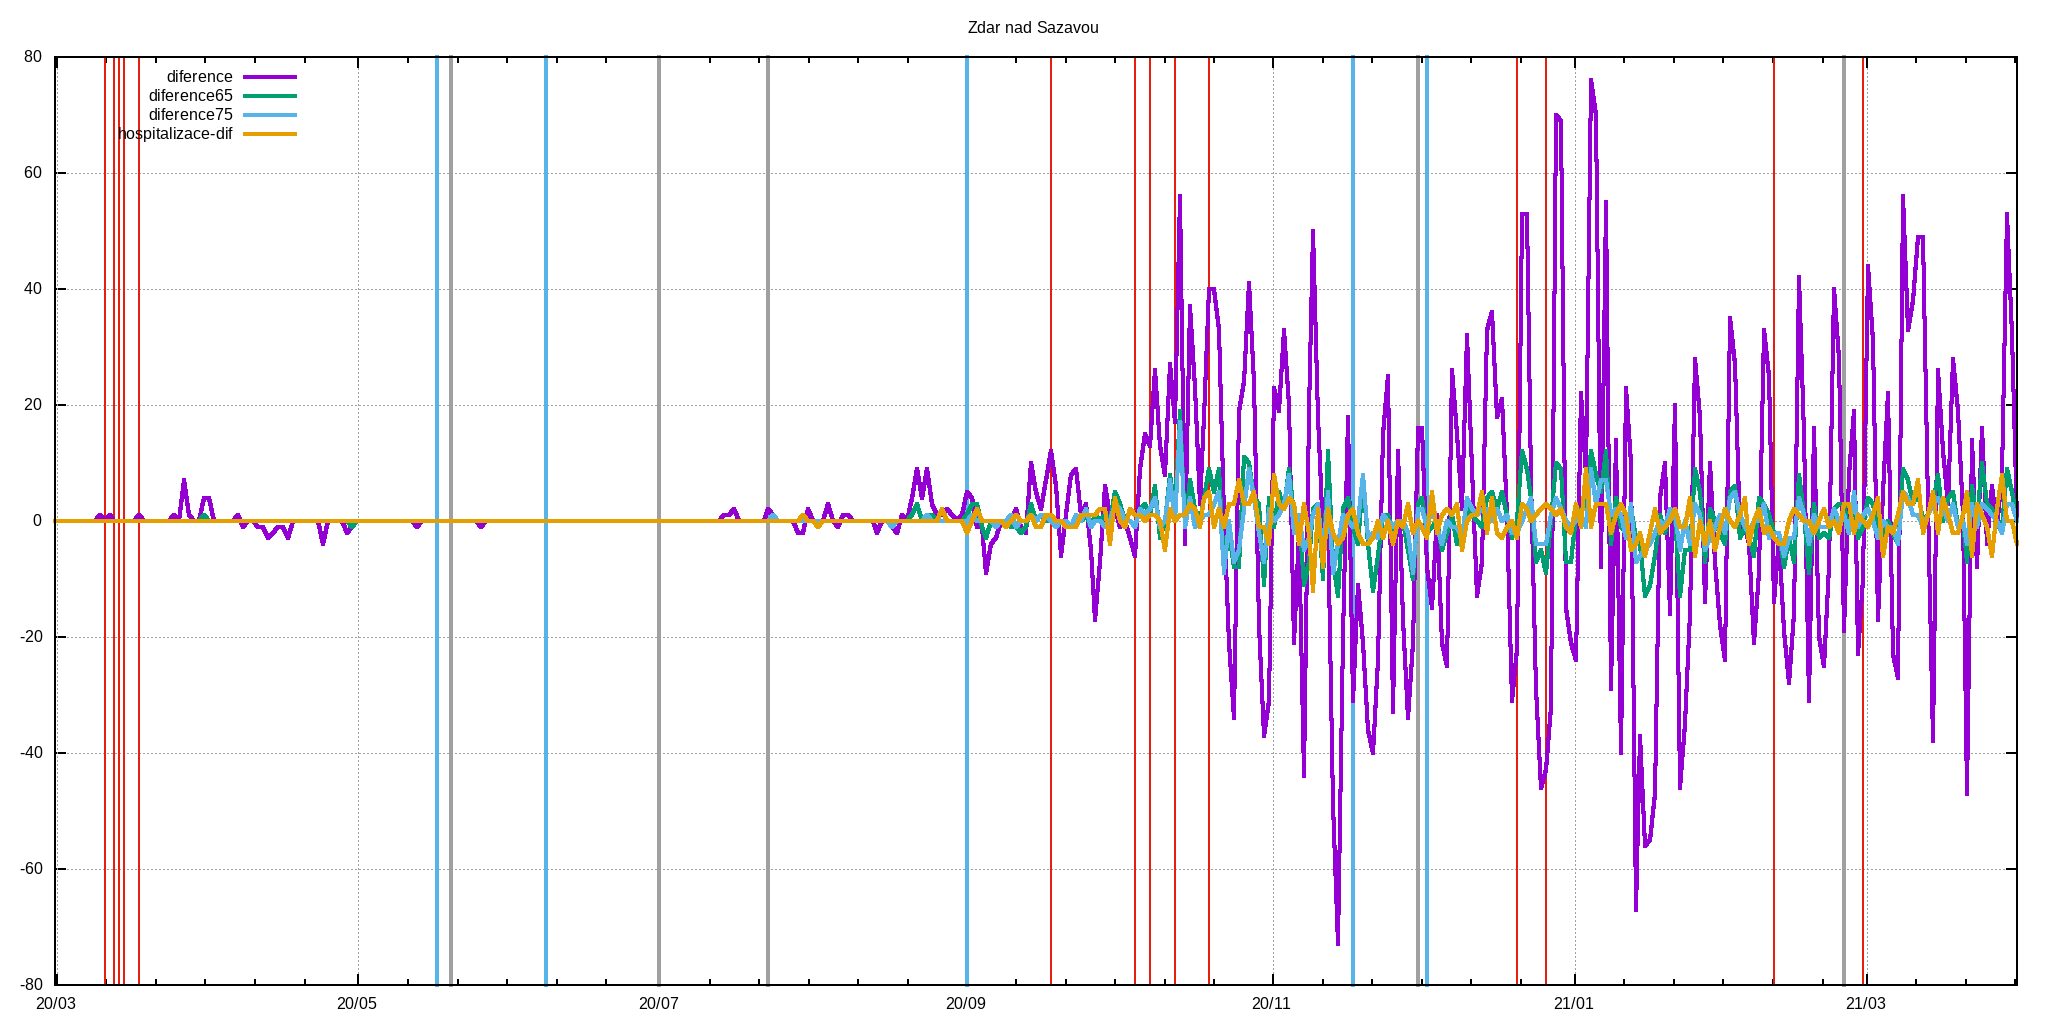 Zdar nad Sazavou
80
60
40
20
0
-20
-40
-60
-80
diference
diference65
diference75
hospitalizace-dif
20/03 20/05 20/07 20/09 20/11 21/01 21/03